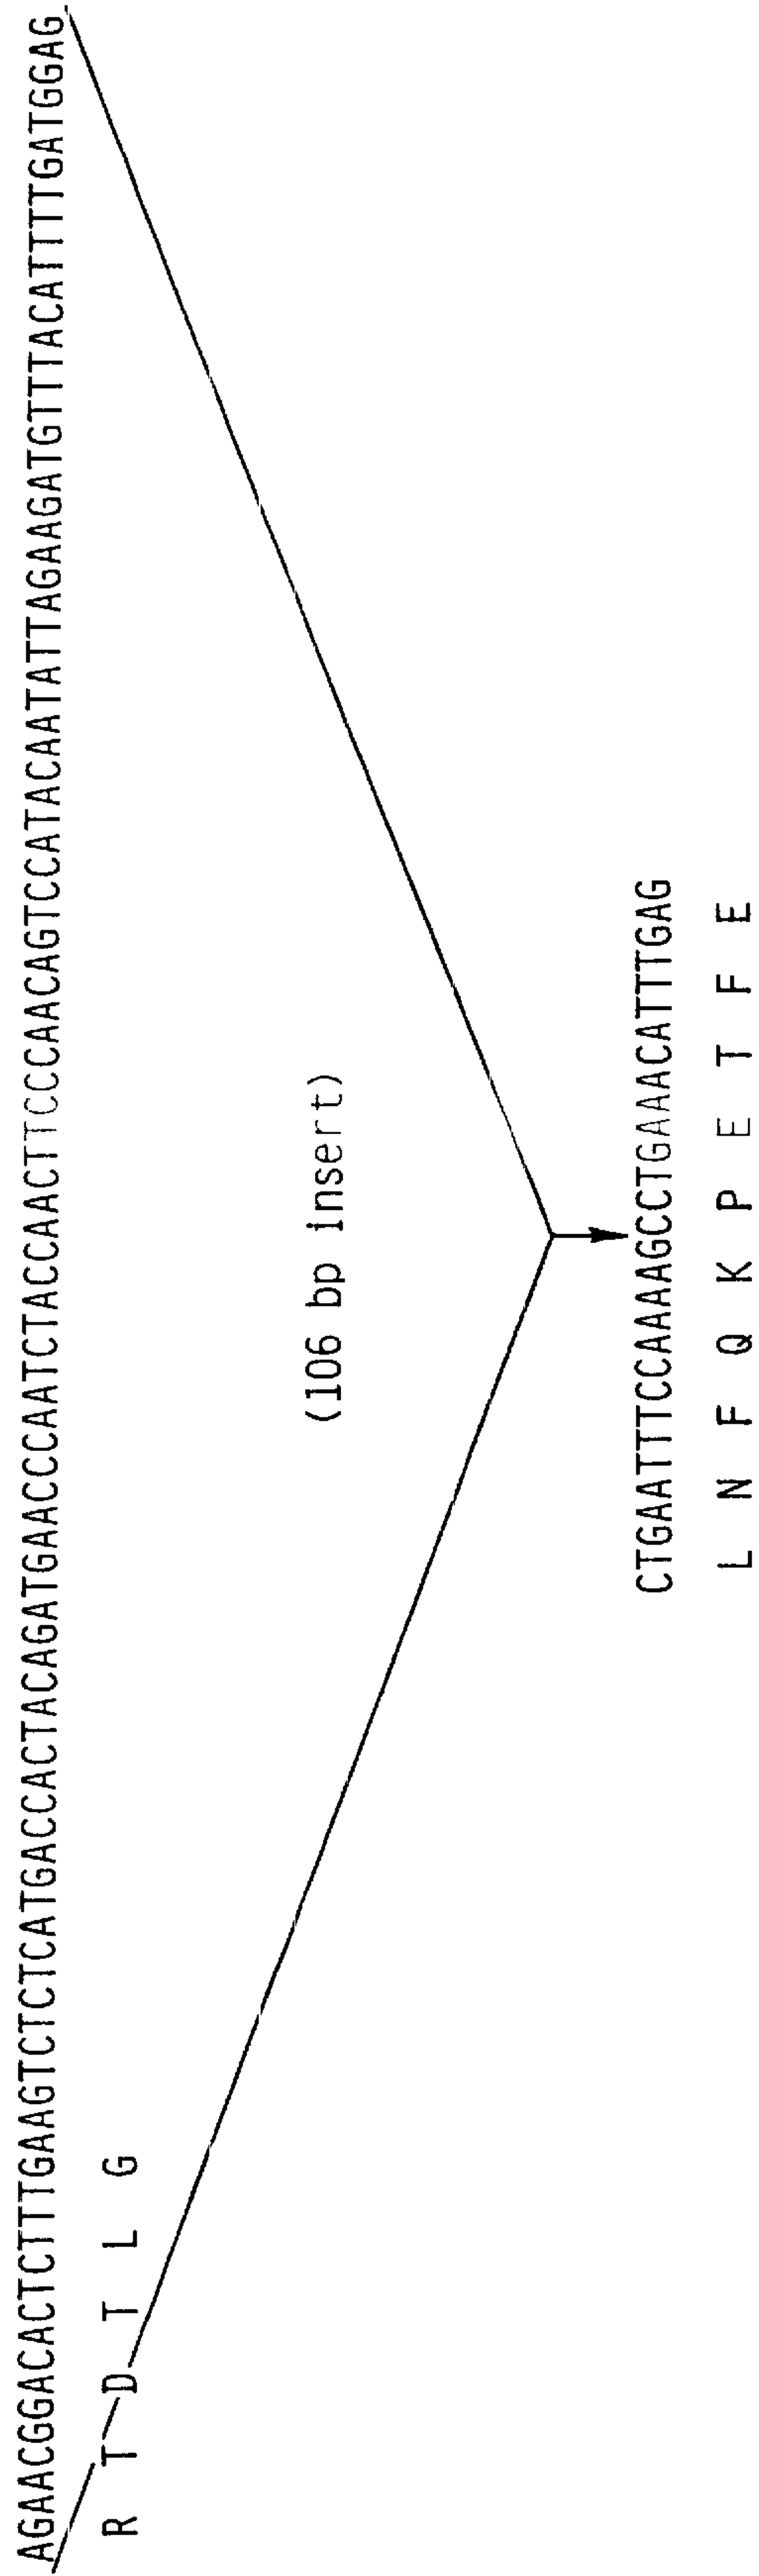 AGAACGGACACTCTTTGAAGTCTCTCATGACCACTACAGATGAACCCAATCTACCAACTTCCCAACAGTCCATACAATATTAGAAGATGTTTACATTTTGATGGAG
R T D T L G
(106 bp insert)
CTGAATTTCCAAAAGCCTGAAACATTTGAG
L N F Q K P E T F E